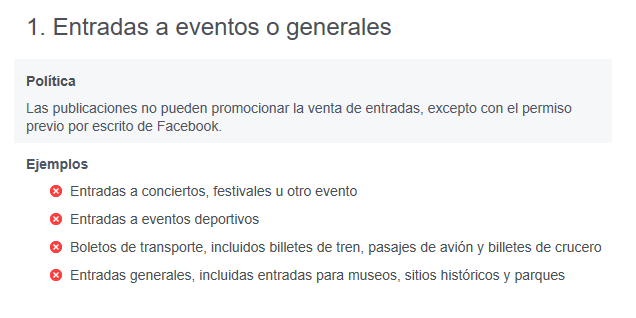 1. Entradas a eventos o generales
Política
Las publicaciones no pueden promocionar la venta de entradas, excepto con el permiso
previo por escrito de Facebook.
Ejemplos
Entradas a conciertos, festivales u otro evento
Entradas a eventos deportivos
Boletos de transporte, incluidos billetes de tren, pasajes de avión y billetes de crucero
Entradas generales, incluidas entradas para museos, sitios históricos y parques